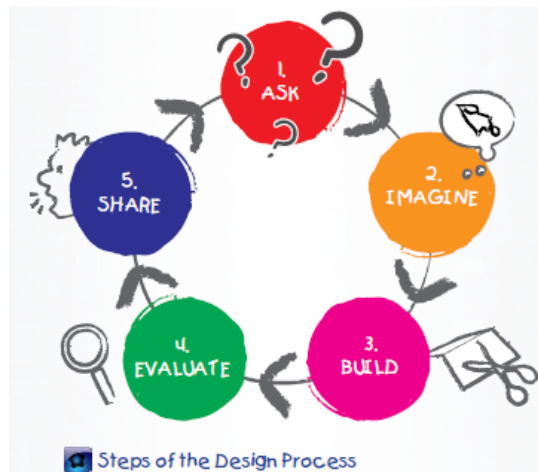 1.
ASK
2.
IMAGINE
3.
BUILD
4.
EVALUATE
5.
SHARE
Steps of the Design Process